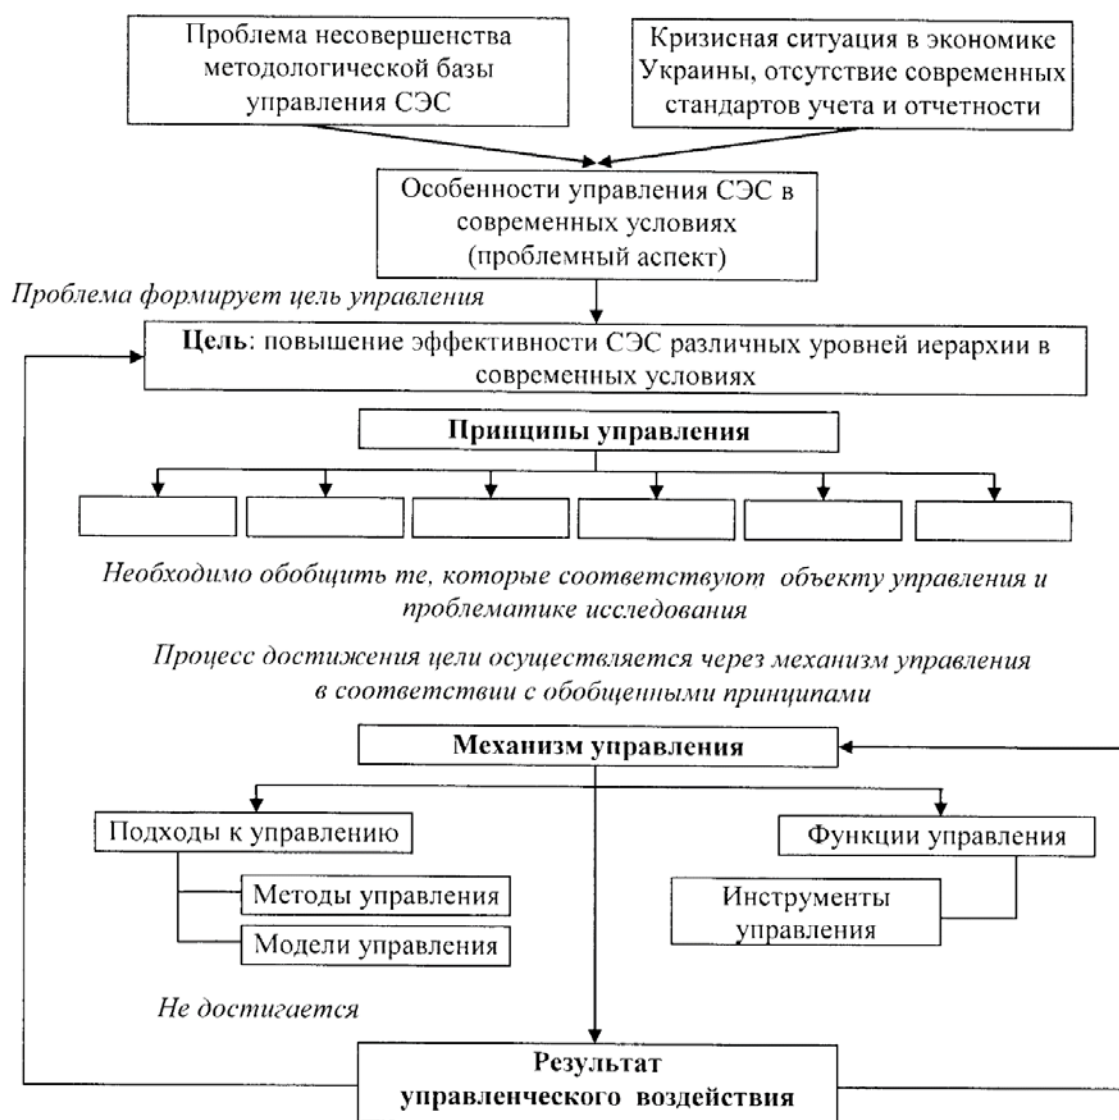 Проблема несовершенства
методологической базы
управления СЭС
Кризисная ситуация в экономике
Украины, отсутствие современных
стандартов учета и отчетности
Особенности управления СЭС в
современных условиях
(проблемный аспект)
Проблема формирует цель управления
Цель: повышение эффективности СЭС различных уровней иерархии в
современных условиях
Принципы управления
Необходимо обобщить те, которые соответствуют объекту управления и
проблематике исследования
Процесс достижения цели осуществляется через механизм управления
в соответствии с обобщенными принципами
Механизм управления
Подходы к управлению
Функции управления
Методы управления
Модели управления
Инструменты
управления
Не достигается
Результат
управленческого воздействия